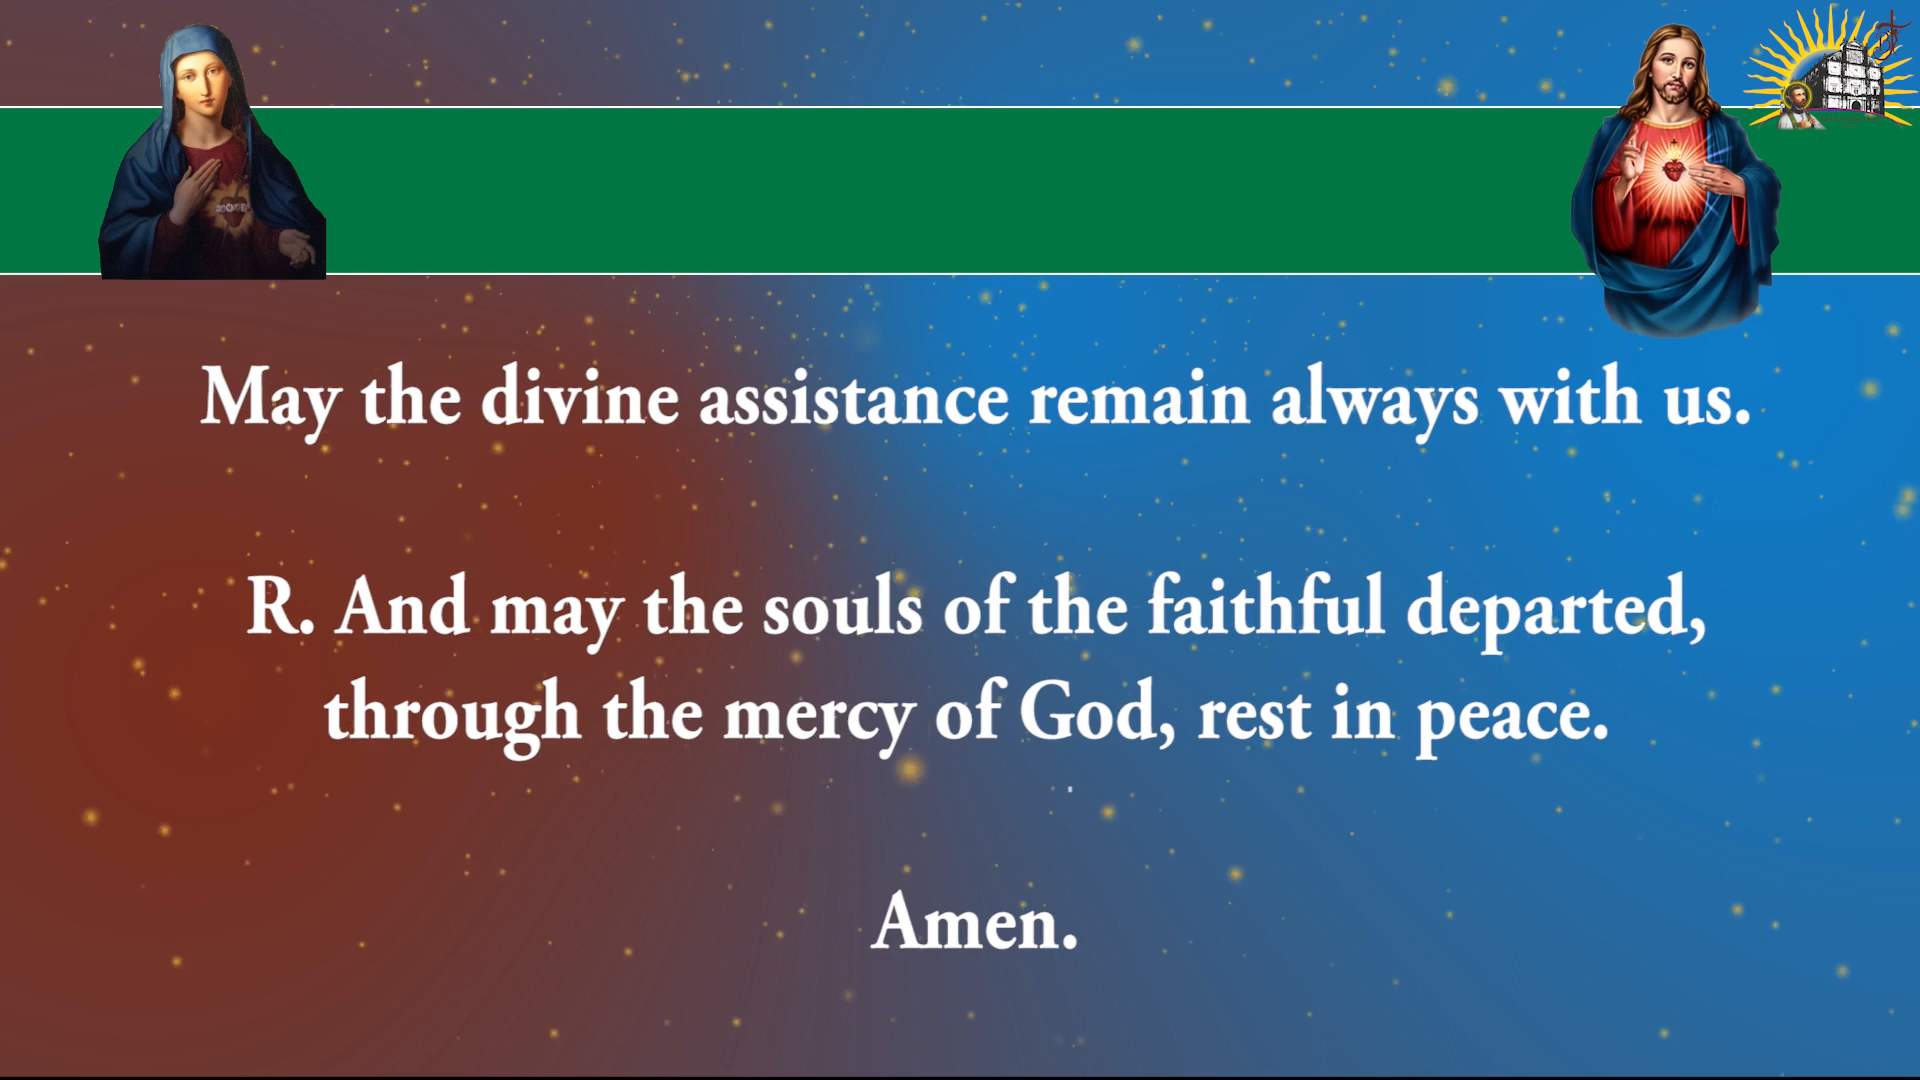 May the divine assistance remain always with us.
R. And may the souls of the faithful departed,
through the mercy of God, rest in peace.
Amen.